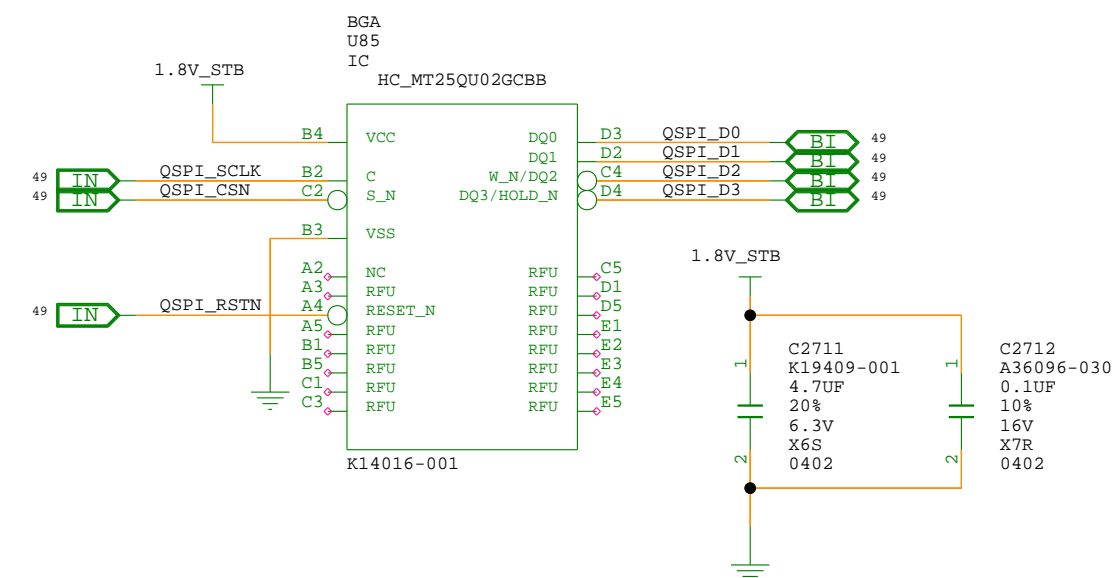 BGA
U85
IC
HC_MT25QU02GCBB
1.8V_STB
B4 VCC DQ0 D3 QSPI_D0 BI 49
DQ1 D2 QSPI_D1 BI 49
49 IN QSPI_SCLK B2 C W_N/DQ2 C4 QSPI_D2 BI 49
49 IN QSPI_CSN C2 S_N DQ3/HOLD_N D4 QSPI_D3 BI 49
B3 VSS
A2 NC RFU C5
A3 RFU RFU D1
49 IN QSPI_RSTN A4 RESET_N RFU D5
A5 RFU RFU E1
B1 RFU RFU E2
B5 RFU RFU E3
C1 RFU RFU E4
C3 RFU RFU E5
K14016-001
1.8V_STB
1
2
C2711
K19409-001
4.7UF
20%
6.3V
X6S
0402
1
2
C2712
A36096-030
0.1UF
10%
16V
X7R
0402